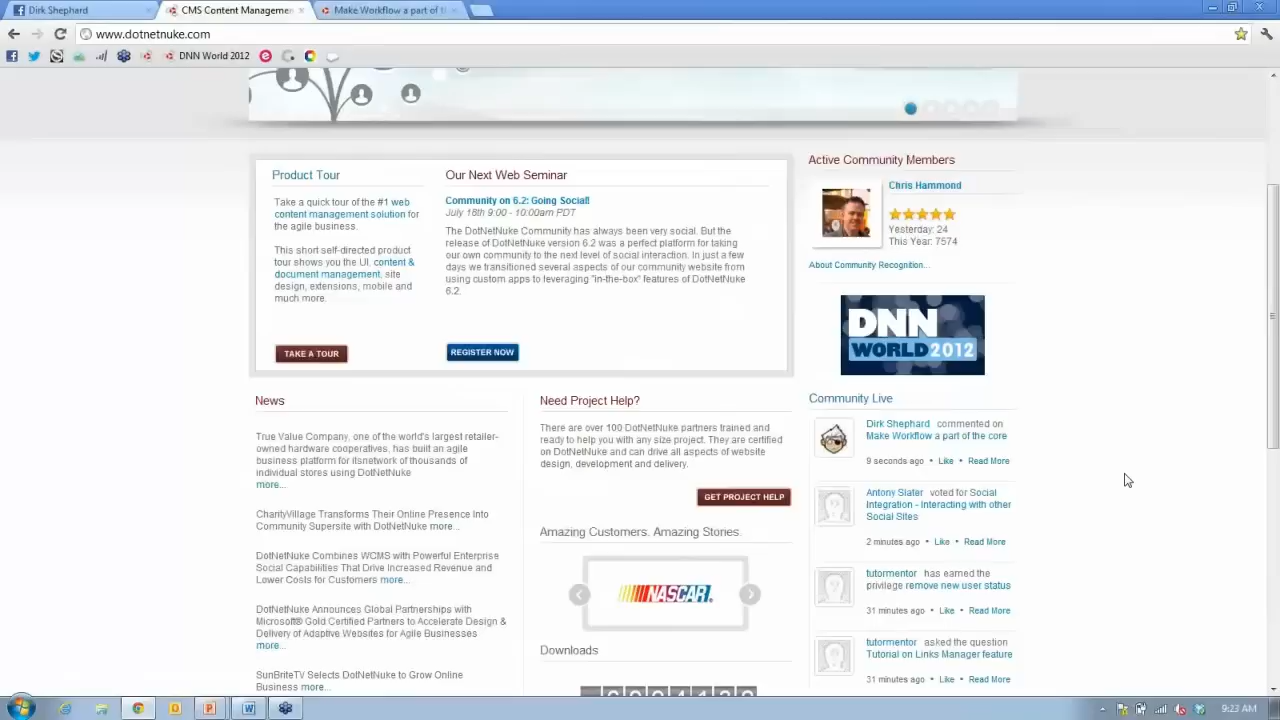 Dirk Shephard
CMS Content Managemen
Make Workflow a part of th
www.dotnetnuke.com
DNN World 2012
Product Tour
Take a quick tour of the #1 web
content management solution for
the agile business.
This short self-directed product
tour shows you the UI, content &
document management, site
design, extensions, mobile and
much more.
TAKE A TOUR
Our Next Web Seminar
Community on 6.2: Going Social!
July 18th 9:00 - 10:00am PDT
The DotNetNuke Community has always been very social. But the
release of DotNetNuke version 6.2 was a perfect platform for taking
our own community to the next level of social interaction. In just a few
days we transitioned several aspects of our community website from
using custom apps to leveraging "in-the-box" features of DotNetNuke
6.2.
REGISTER NOW
News
True Value Company, one of the world's largest retailer-
owned hardware cooperatives, has built an agile
business platform for itsnetwork of thousands of
individual stores using DotNetNuke
more...
CharityVillage Transforms Their Online Presence Into
Community Supersite with DotNetNuke more...
DotNetNuke Combines WCMS with Powerful Enterprise
Social Capabilities That Drive Increased Revenue and
Lower Costs for Customers more...
DotNetNuke Announces Global Partnerships with
Microsoft® Gold Certified Partners to Accelerate Design &
Delivery of Adaptive Websites for Agile Businesses
more...
SunBriteTV Selects DotNetNuke to Grow Online
Business more...
Need Project Help?
There are over 100 DotNetNuke partners trained and
ready to help you with any size project. They are certified
on DotNetNuke and can drive all aspects of website
design, development and delivery.
GET PROJECT HELP
Amazing Customers. Amazing Stories.
NASCAR
Downloads
Active Community Members
Chris Hammond
Yesterday: 24
This Year: 7574
About Community Recognition...
DNN
WORLD 2012
Community Live
Dirk Shephard commented on
Make Workflow a part of the core
9 seconds ago • Like • Read More
Antony Slater voted for Social
Integration - Interacting with other
Social Sites
2 minutes ago • Like • Read More
tutormentor has earned the
privilege remove new user status
31 minutes ago • Like • Read More
tutormentor asked the question
Tutorial on Links Manager feature
31 minutes ago • Like • Read More
9:23 AM